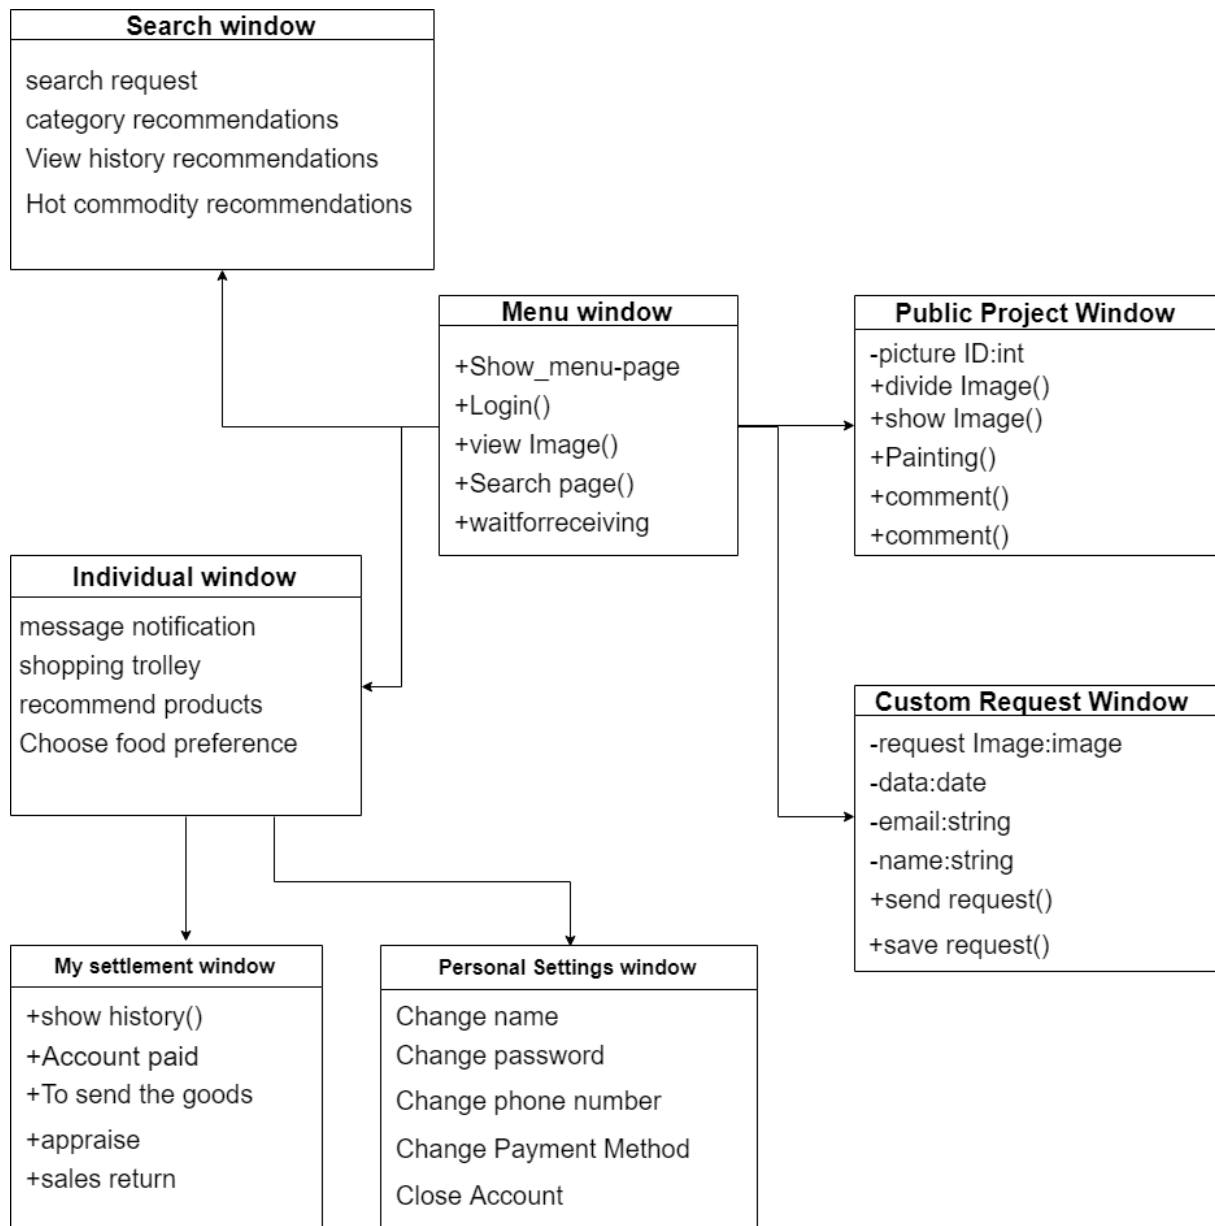 Search window
search request
category recommendations
View history recommendations
Hot commodity recommendations
Menu window
+Show_menu-page
+Login()
+view Image()
+Search page()
+waitforreceiving
Public Project Window
-picture ID:int
+divide Image()
+show Image()
+Painting()
+comment()
+comment()
Individual window
message notification
shopping trolley
recommend products
Choose food preference
Custom Request Window
-request Image:image
-data:date
-email:string
-name:string
+send request()
+save request()
My settlement window
+show history()
+Account paid
+To send the goods
+appraise
+sales return
Personal Settings window
Change name
Change password
Change phone number
Change Payment Method
Close Account